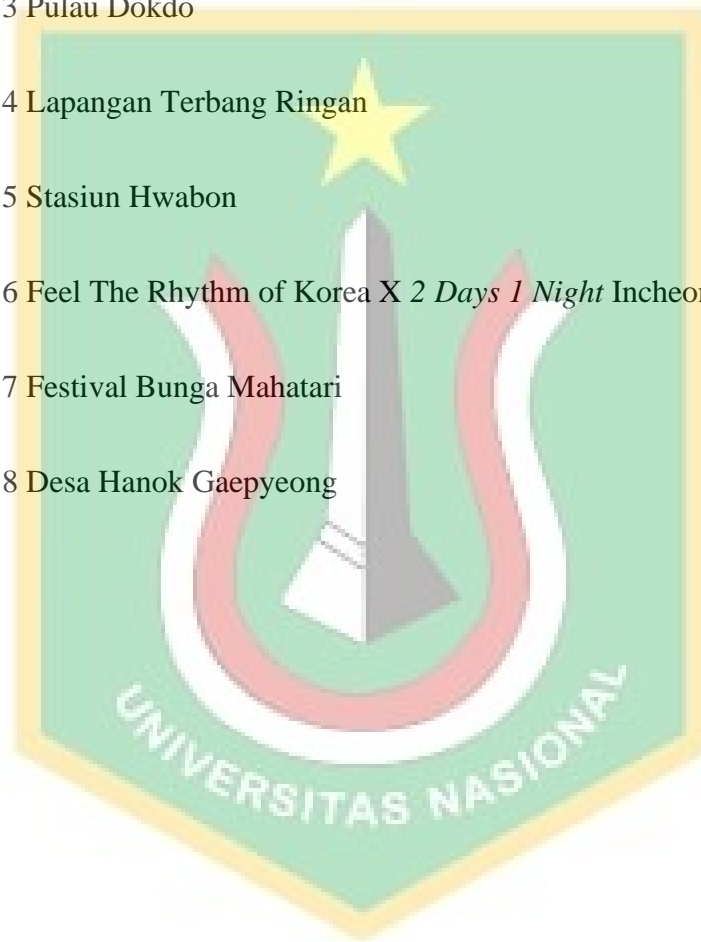 3 Pulau Dokdo
4 Lapangan Terbang Ringan
5 Stasiun Hwabon
6 Feel The Rhythm of Korea X 2 Days 1 Night
7 Festival Bunga Mahatari
8 Desa Hanok Gaepyeong
UNIVERSITAS NASIONAL